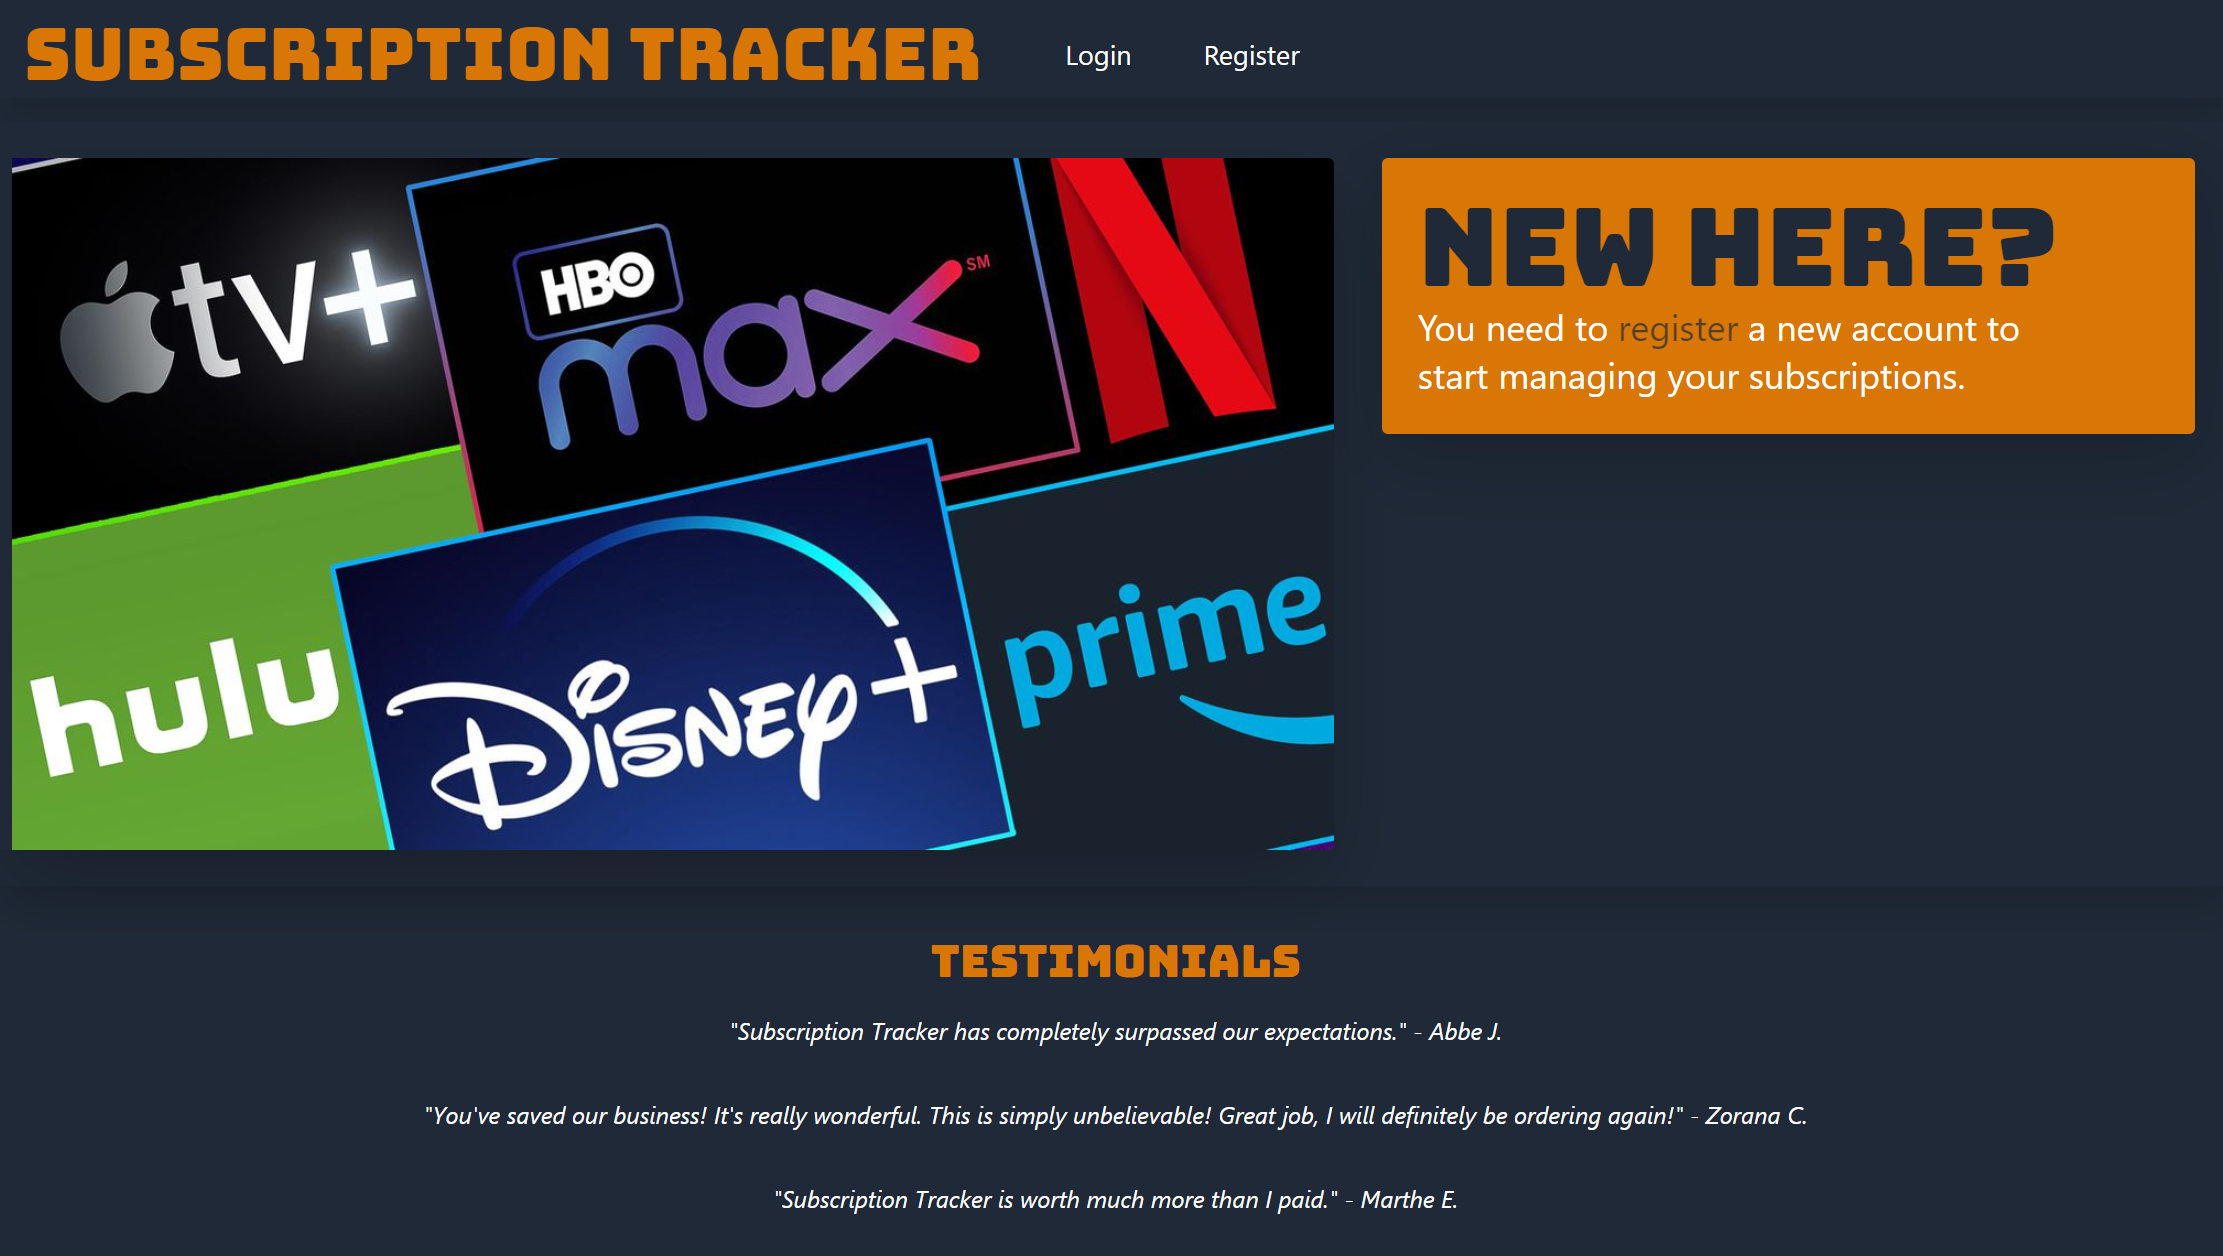 SUBSCRIPTION TRACKER
Login
Register
tv+
HBO
max SM
N
hulu
Disney+
prime
NEW HERE?
You need to register a new account to
start managing your subscriptions.
TESTIMONIALS
"Subscription Tracker has completely surpassed our expectations." - Abbe J.
"You've saved our business! It's really wonderful. This is simply unbelievable! Great job, I will definitely be ordering again!" - Zorana C.
"Subscription Tracker is worth much more than I paid." - Marthe E.